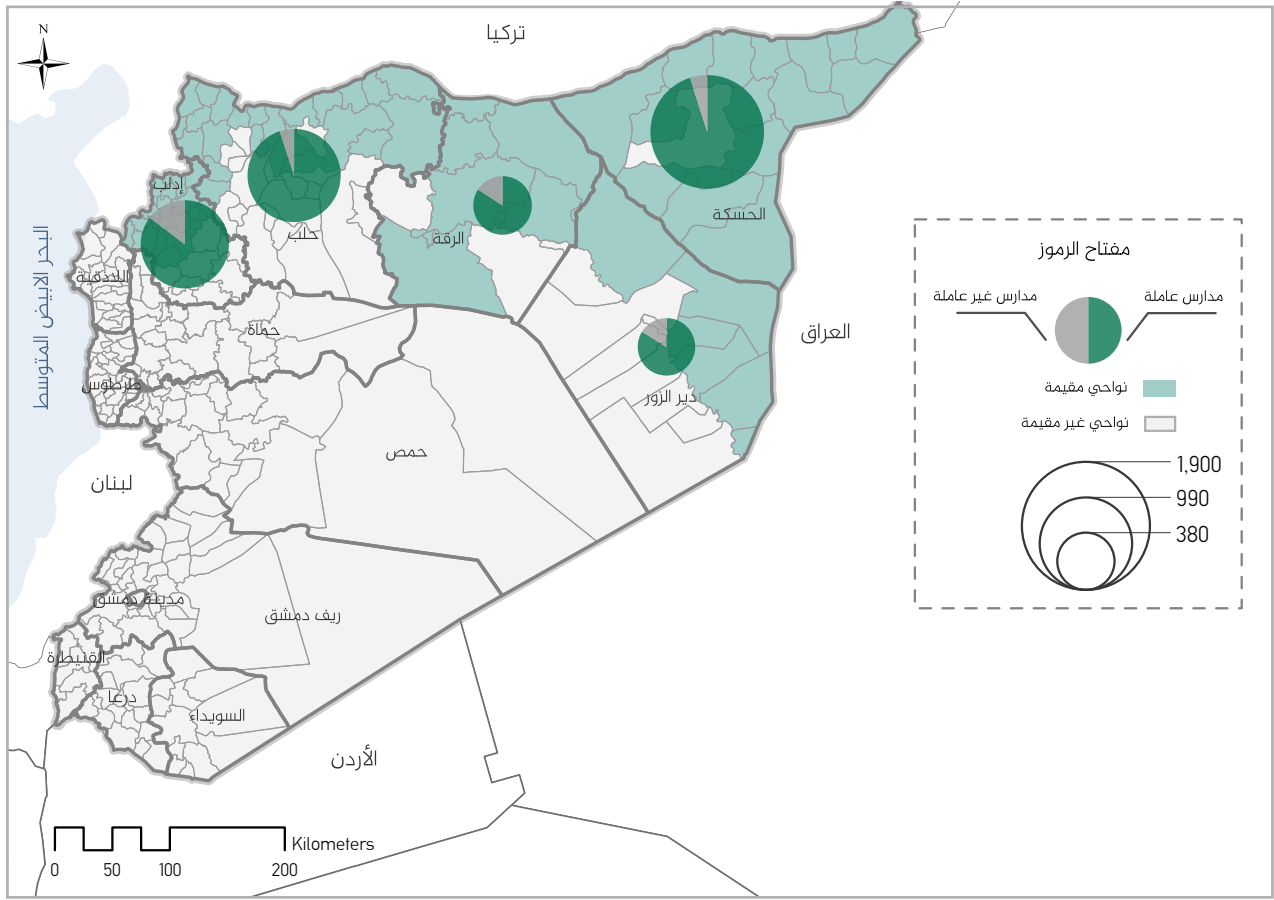 N
تركيا
إدلب
حلب
الرقة
الحسكة
اللاذقية
حماة
طرطوس
دير الزور
حمص
العراق
البحر الابيض المتوسط
لبنان
مدينة دمشق
ريف دمشق
القنيطرة
درعا
السويداء
الأردن
مفتاح الرموز
مدارس عاملة
مدارس غير عاملة
نواحي مقيمة
نواحي غير مقيمة
1,900
990
380
Kilometers
0 50 100 200